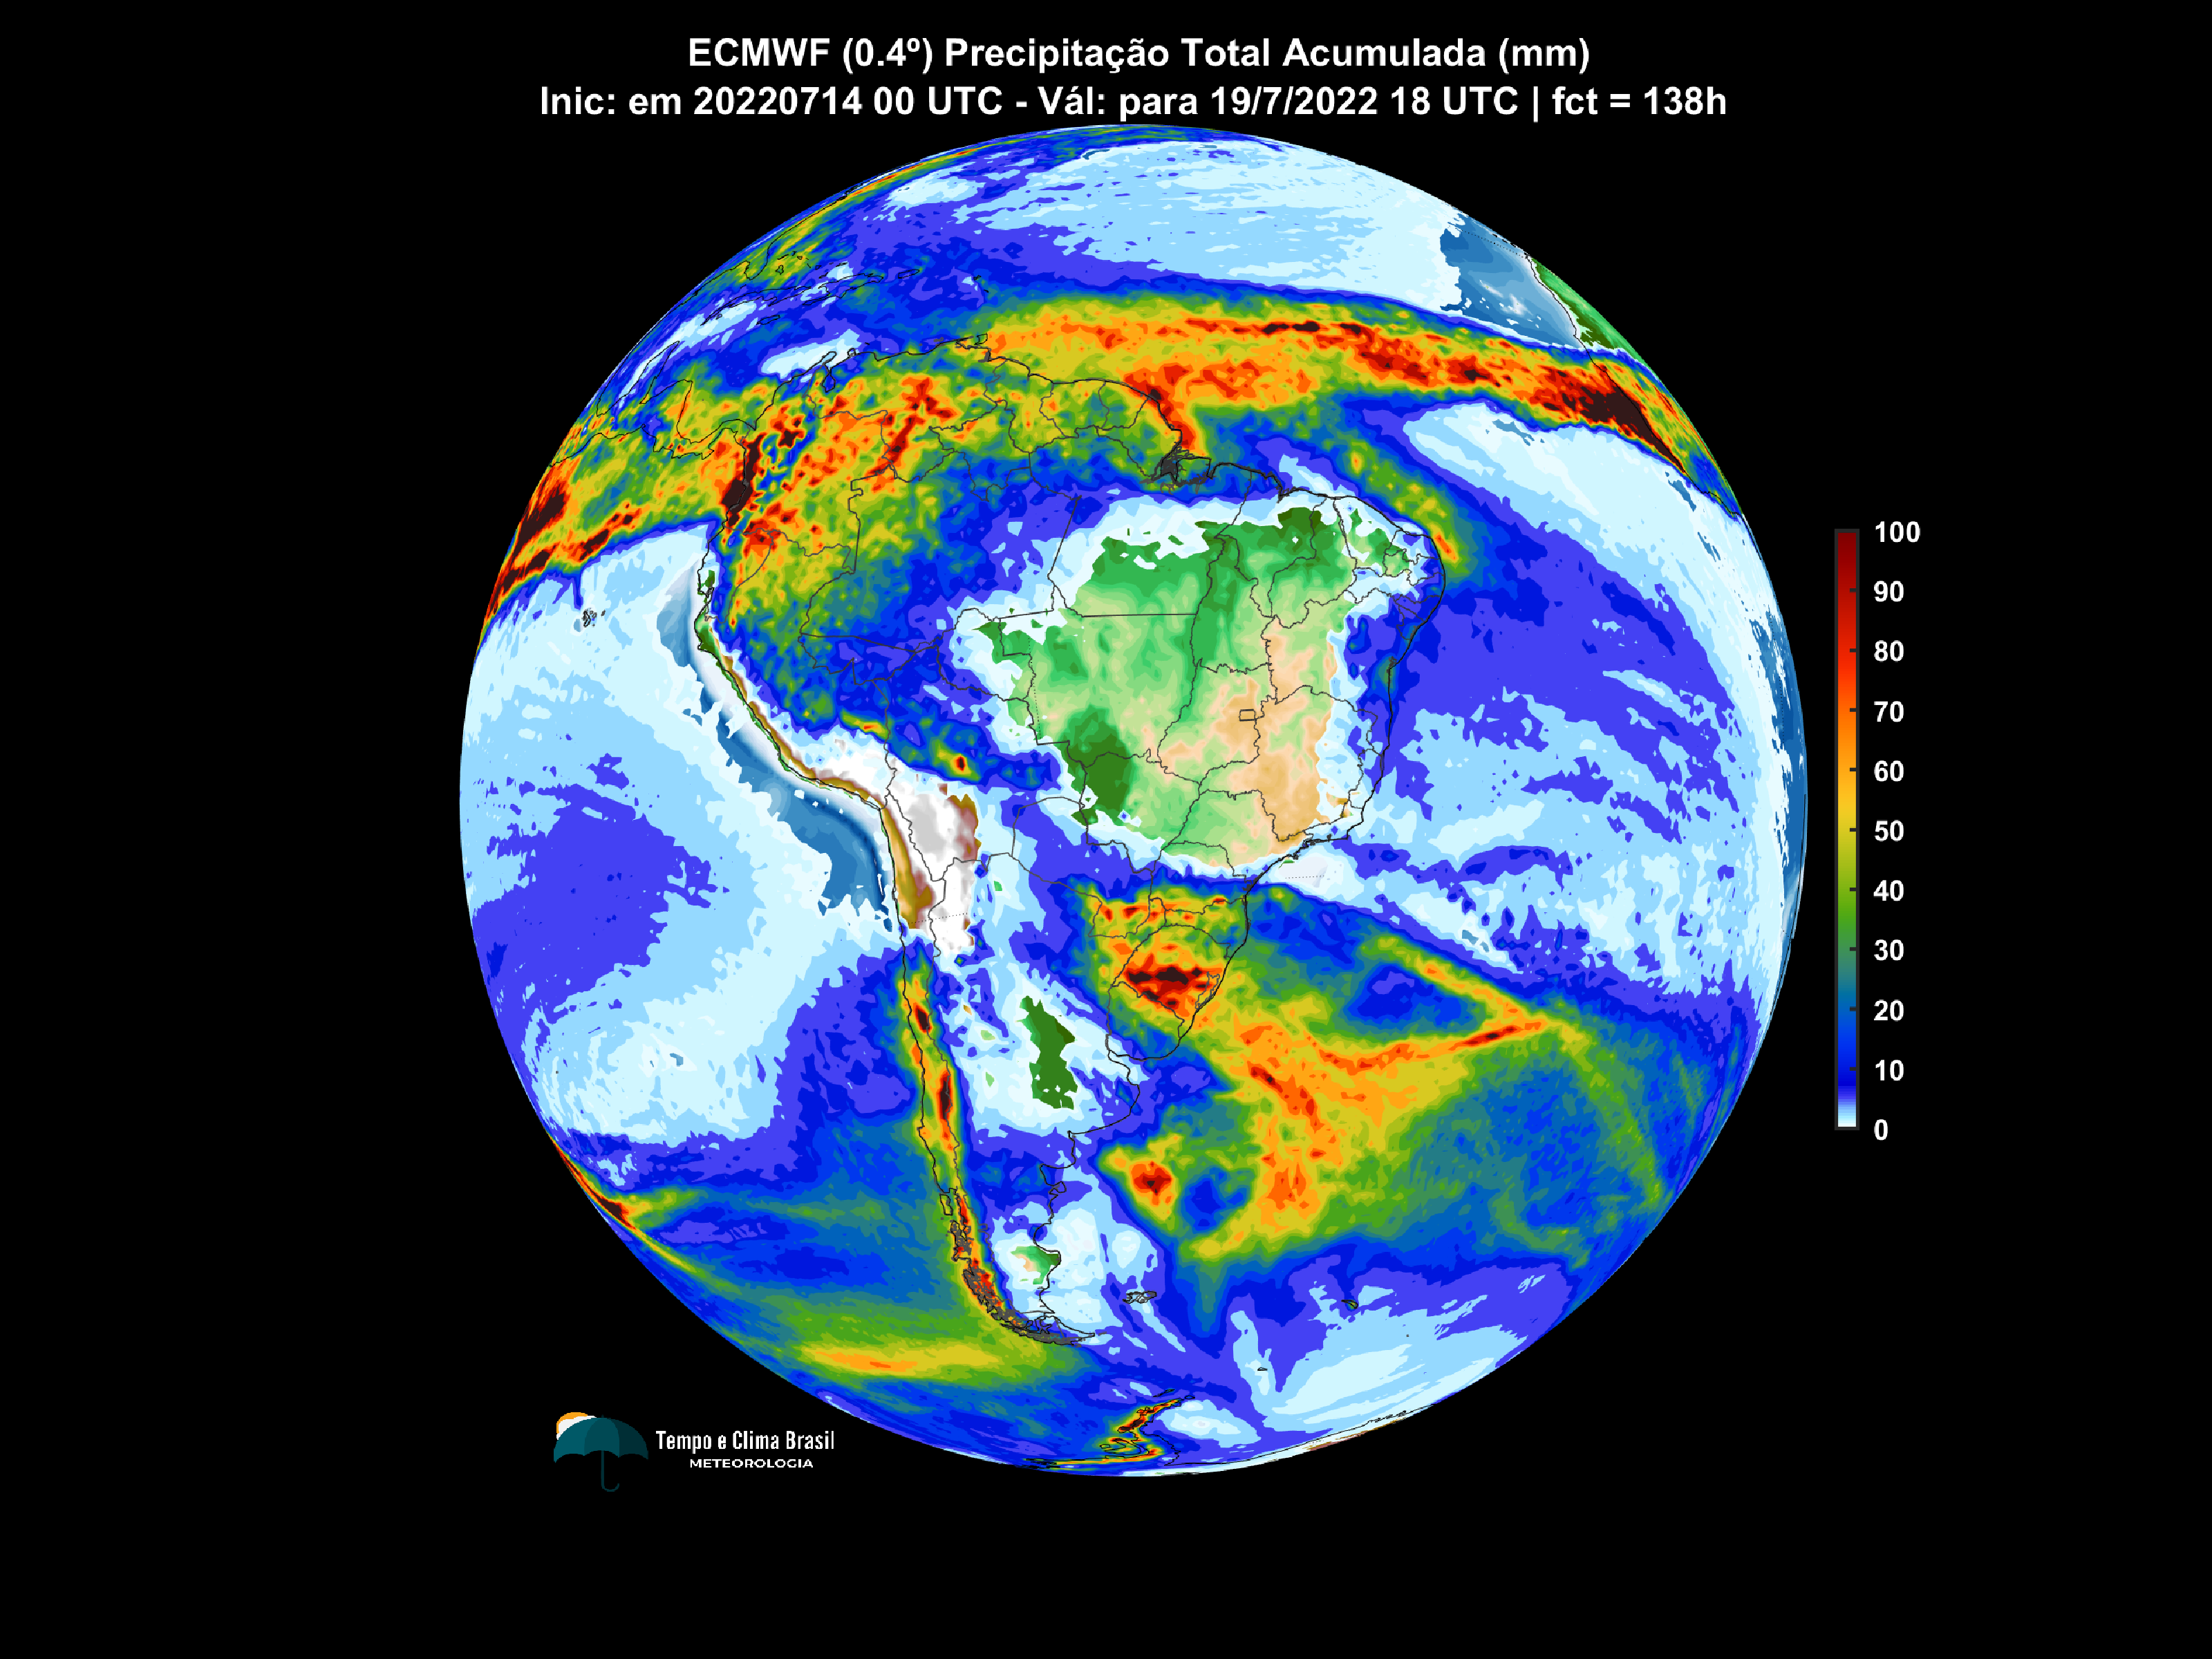 ECMWF (0.4º) Precipitação Total Acumulada (mm)
Inic: em 20220714 00 UTC - Vál: para 19/7/2022 18 UTC | fct = 138h
100
90
80
70
60
50
40
30
20
10
0
Tempo e Clima Brasil
METEOROLOGIA